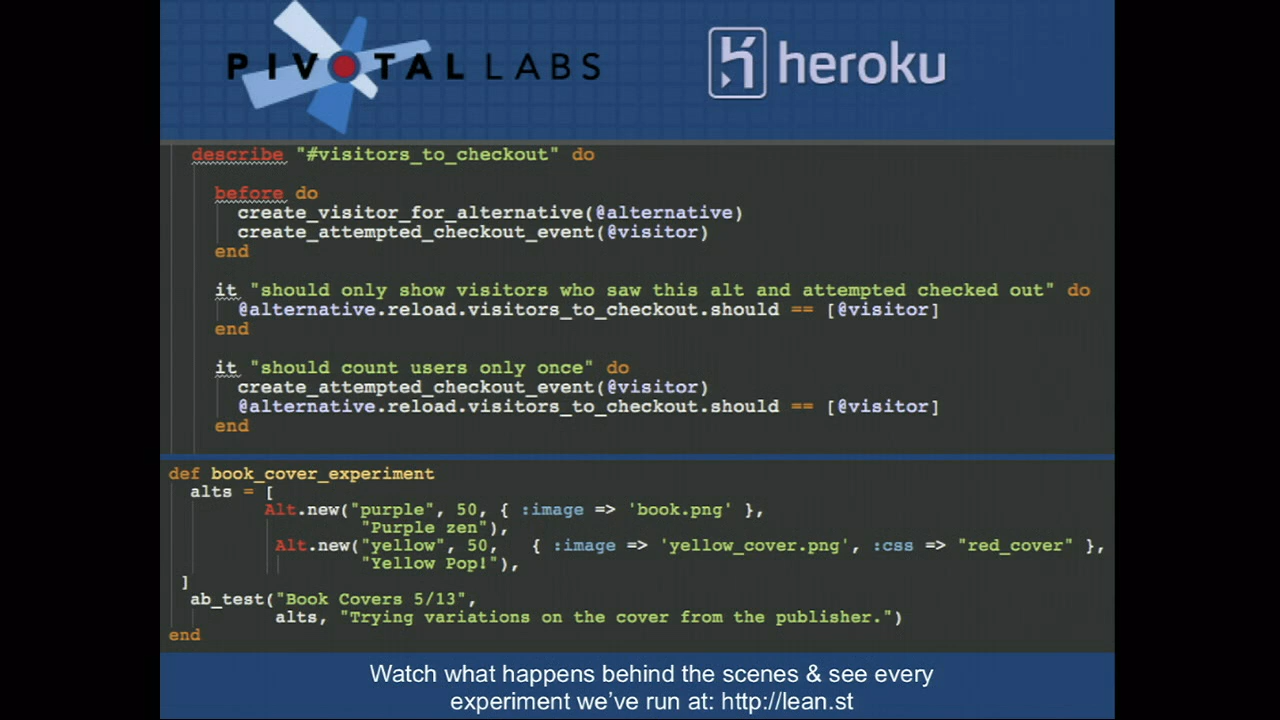 PIVOTAL LABS
heroku
describe "#visitors_to_checkout" do
before do
create_visitor_for_alternative(@alternative)
create_attempted_checkout_event(@visitor)
end
it "should only show visitors who saw this alt and attempted checked out" do
@alternative.reload.visitors_to_checkout.should == [@visitor]
end
it "should count users only once" do
create_attempted_checkout_event(@visitor)
@alternative.reload.visitors_to_checkout.should == [@visitor]
end
def book_cover_experiment
alts = [
Alt.new("purple", 50, { :image => 'book.png' },
"Purple zen"),
Alt.new("yellow", 50, { :image => 'yellow_cover.png', :css => "red_cover" },
"Yellow Pop!"),
]
ab_test("Book Covers 5/13",
alts, "Trying variations on the cover from the publisher.")
end
Watch what happens behind the scenes & see every
experiment we've run at: http://lean.st